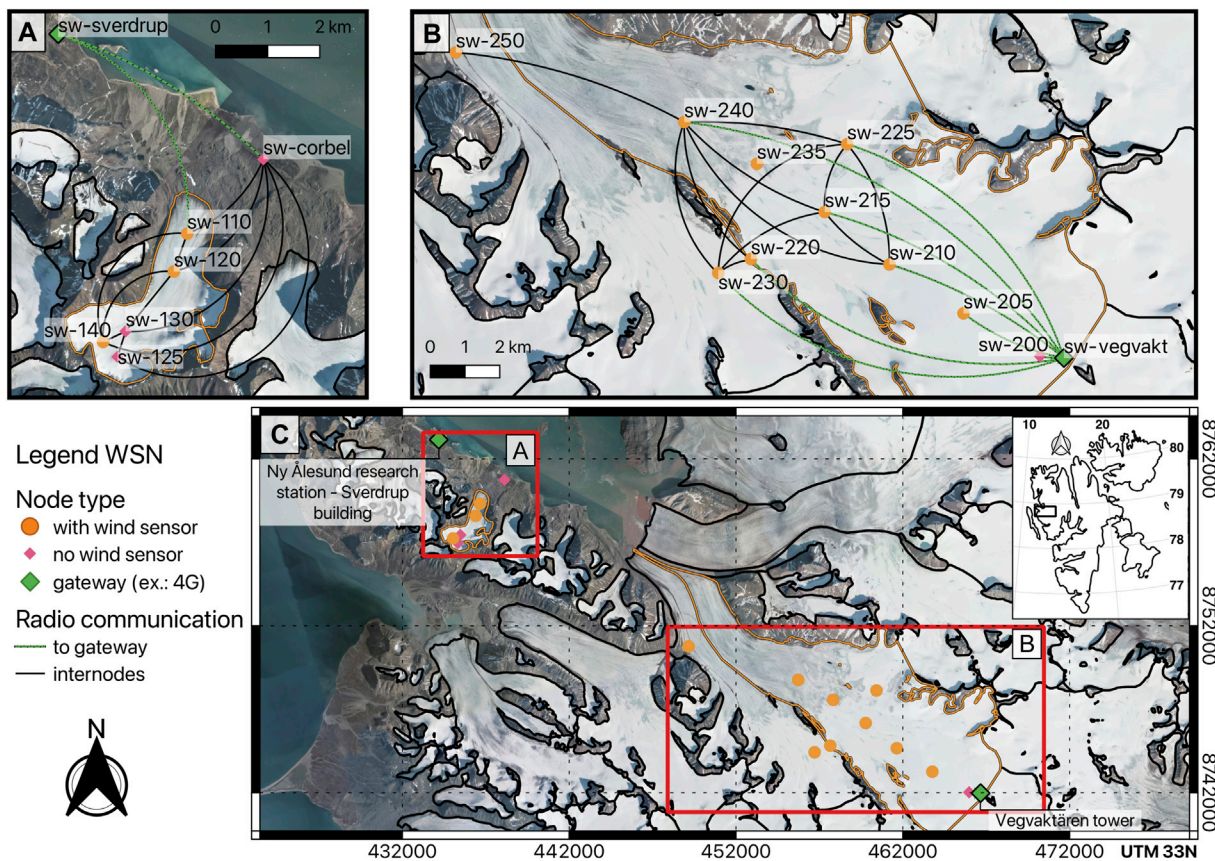 A
sw-sverdrup
0 1 2 km
sw-corbel
sw-110
sw-120
sw-130
sw-140
sw-125
B
sw-250
sw-240
sw-225
sw-235
sw-215
sw-220
sw-210
sw-230
sw-205
sw-200
sw-vegvakt
0 1 2 km
Legend WSN
Node type
with wind sensor
no wind sensor
gateway (ex.: 4G)
Radio communication
to gateway
internodes
N
C
A
Ny Ålesund research
station - Sverdrup
building
B
Vegvaktären tower
10 20
80
79
78
77
8762000
8752000
8742000
432000 442000 452000 462000 472000 UTM 33N